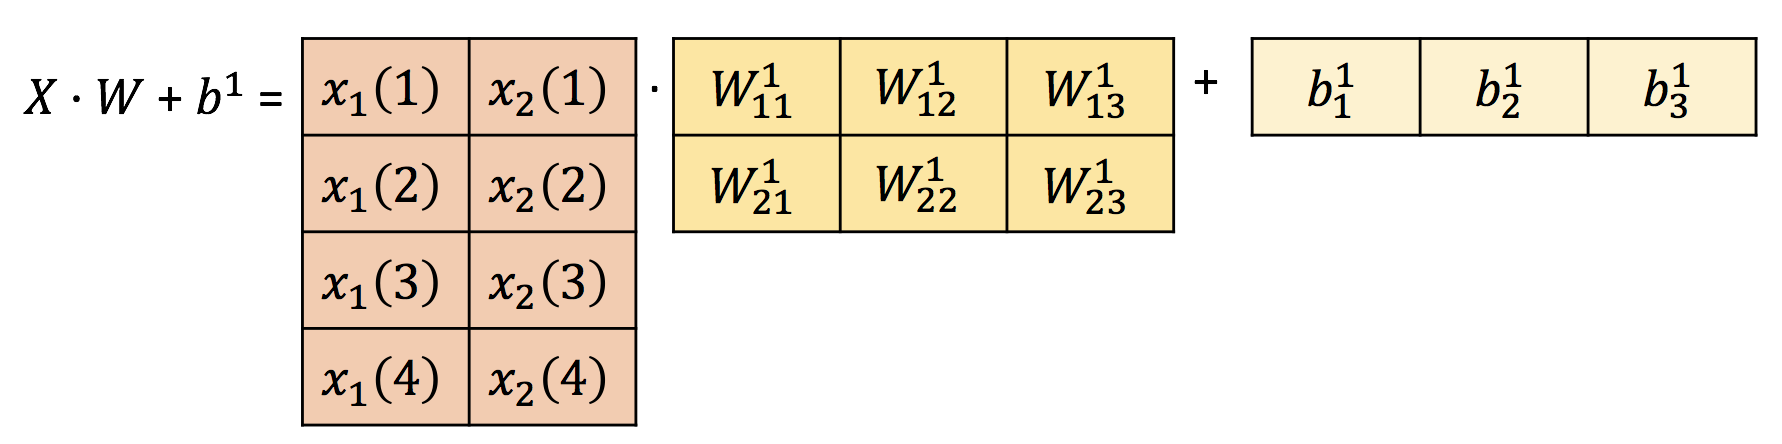 X · W + b¹ = x₁(1) x₂(1) · W¹₁₁ W¹₁₂ W¹₁₃ + b¹₁ b¹₂ b¹₃
x₁(2) x₂(2) W¹₂₁ W¹₂₂ W¹₂₃
x₁(3) x₂(3)
x₁(4) x₂(4)